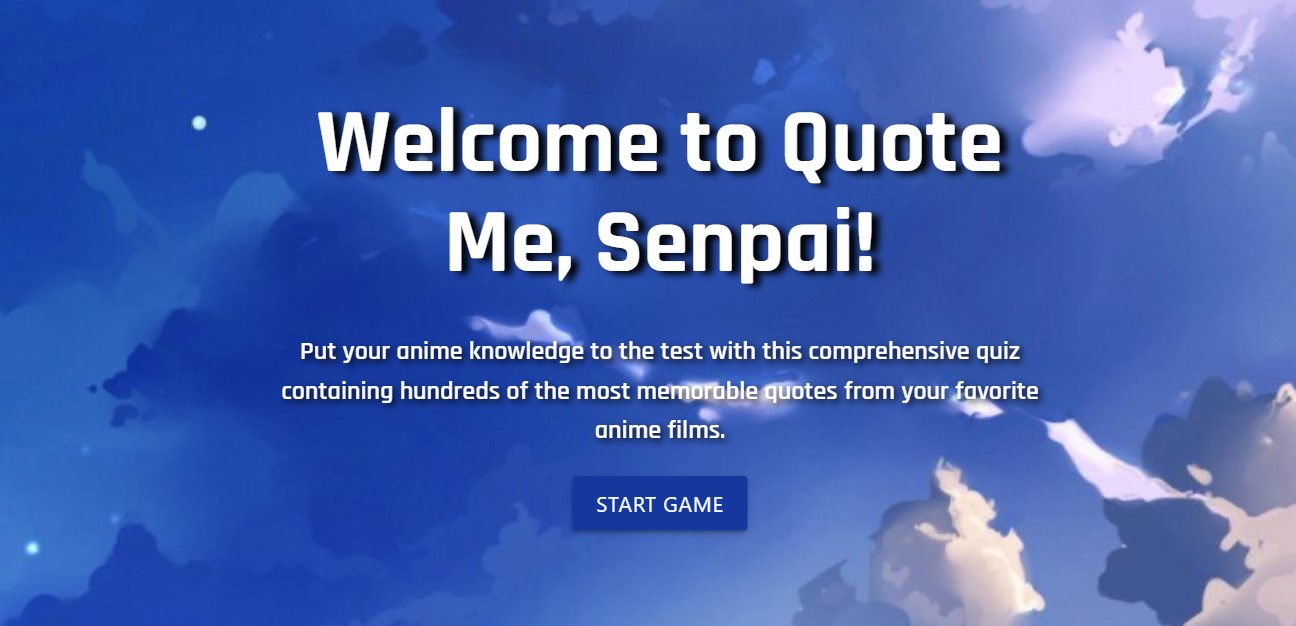 Welcome to Quote
Me, Senpai!
Put your anime knowledge to the test with this comprehensive quiz
containing hundreds of the most memorable quotes from your favorite
anime films.
START GAME